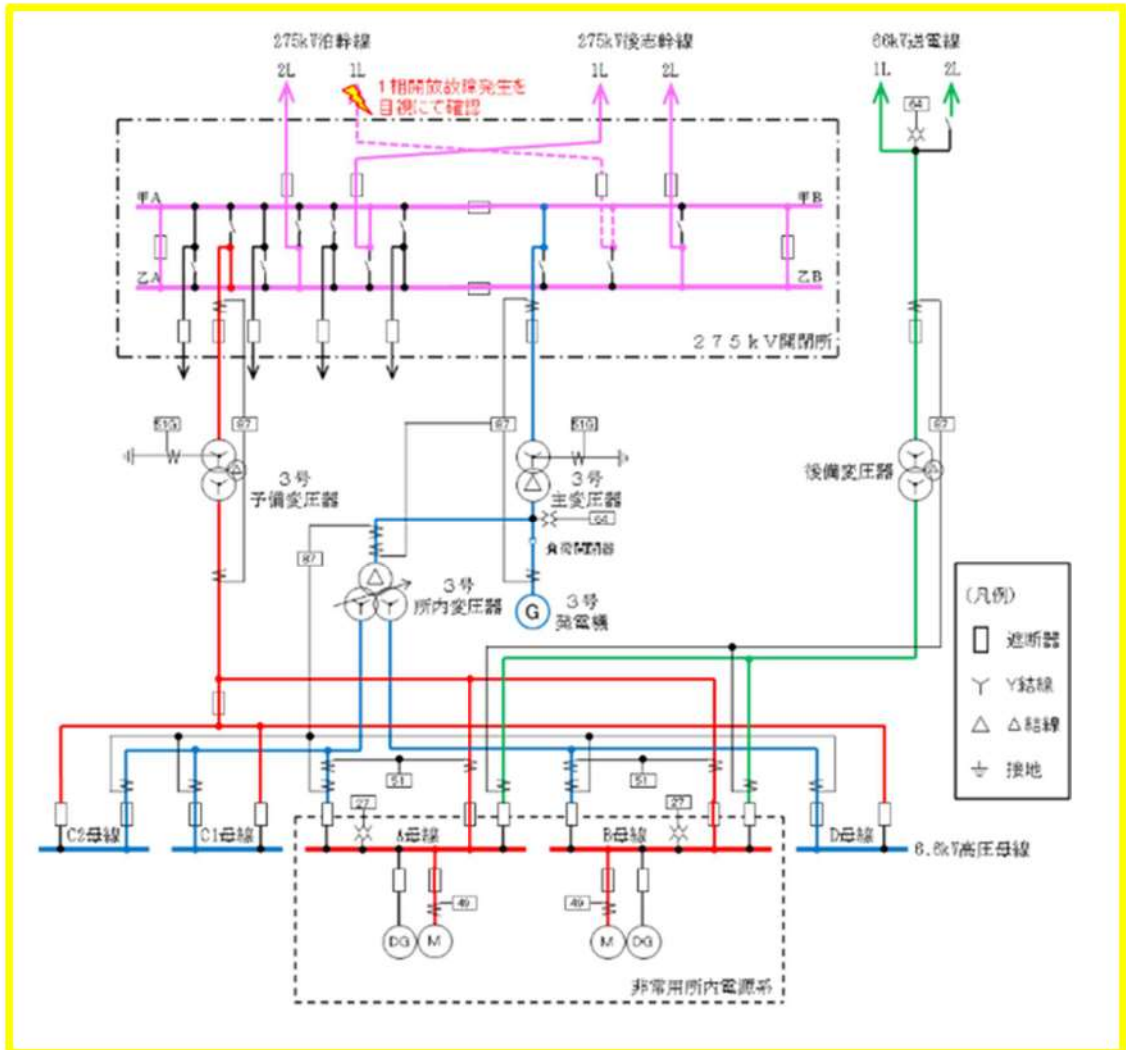 275kV泊幹線
275kV後志幹線
66kV送電線
2L
1L
1L
2L
1L
2L
1相開放故障発生を
目視にて確認
64
甲A
甲B
乙A
乙B
275kV開閉所
51G
87
87
51G
87
3号
予備変圧器
3号
主変圧器
後備変圧器
64
負荷開閉器
87
3号
所内変圧器
G
3号
発電機
(凡例)
遮断器
Y結線
△結線
接地
51
51
27
27
C2母線
C1母線
A母線
B母線
D母線
6.6kV高圧母線
49
49
DG
M
M
DG
非常用所内電源系